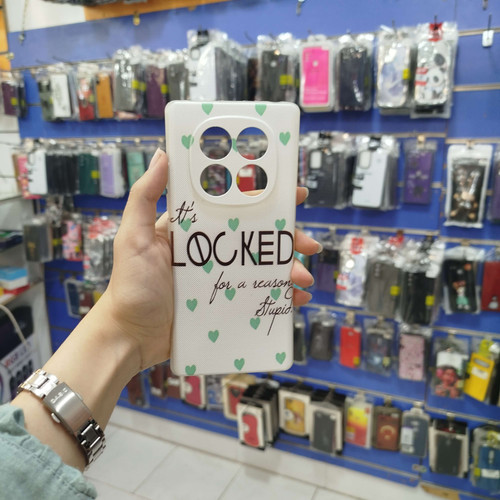 It's
LOCKED
for a reason
Stupid